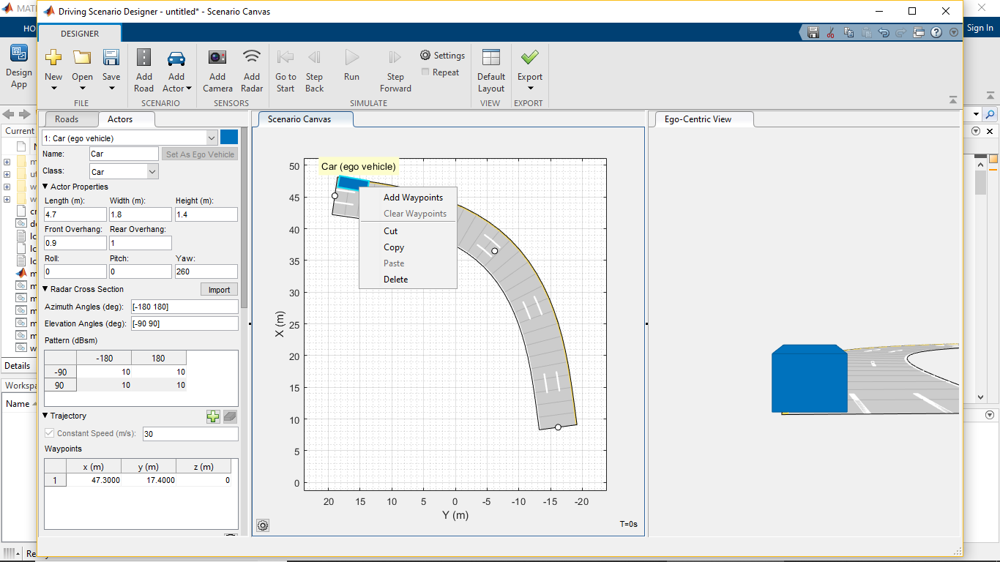 MAT
Driving Scenario Designer - untitled* - Scenario Canvas
HO
DESIGNER
Sign In
Design
App
New
Open
Save
Add
Road
Add
Actor
Add
Camera
Add
Radar
Go to
Start
Step
Back
Run
Step
Forward
Settings
Repeat
Default
Layout
Export
FILE
SCENARIO
SENSORS
SIMULATE
VIEW
EXPORT
Roads
Actors
Scenario Canvas
Ego-Centric View
Current
1: Car (ego vehicle)
Name:
Car
Set As Ego Vehicle
Class:
Car
Actor Properties
Length (m):
Width (m):
Height (m):
4.7
1.8
1.4
Front Overhang:
Rear Overhang:
0.9
1
Roll:
Pitch:
Yaw:
0
0
260
Radar Cross Section
Import
Azimuth Angles (deg):
[-180 180]
Elevation Angles (deg):
[-90 90]
Pattern (dBsm)
-180
180
-90
10
10
90
10
10
Trajectory
Constant Speed (m/s):
30
Waypoints
x (m)
y (m)
z (m)
1
47.3000
17.4000
0
Details
Workspa
Name
Re
Car (ego vehicle)
Add Waypoints
Clear Waypoints
Cut
Copy
Paste
Delete
50
45
40
35
30
25
20
15
10
5
0
X (m)
20
15
10
5
0
-5
-10
-15
-20
Y (m)
T=0s